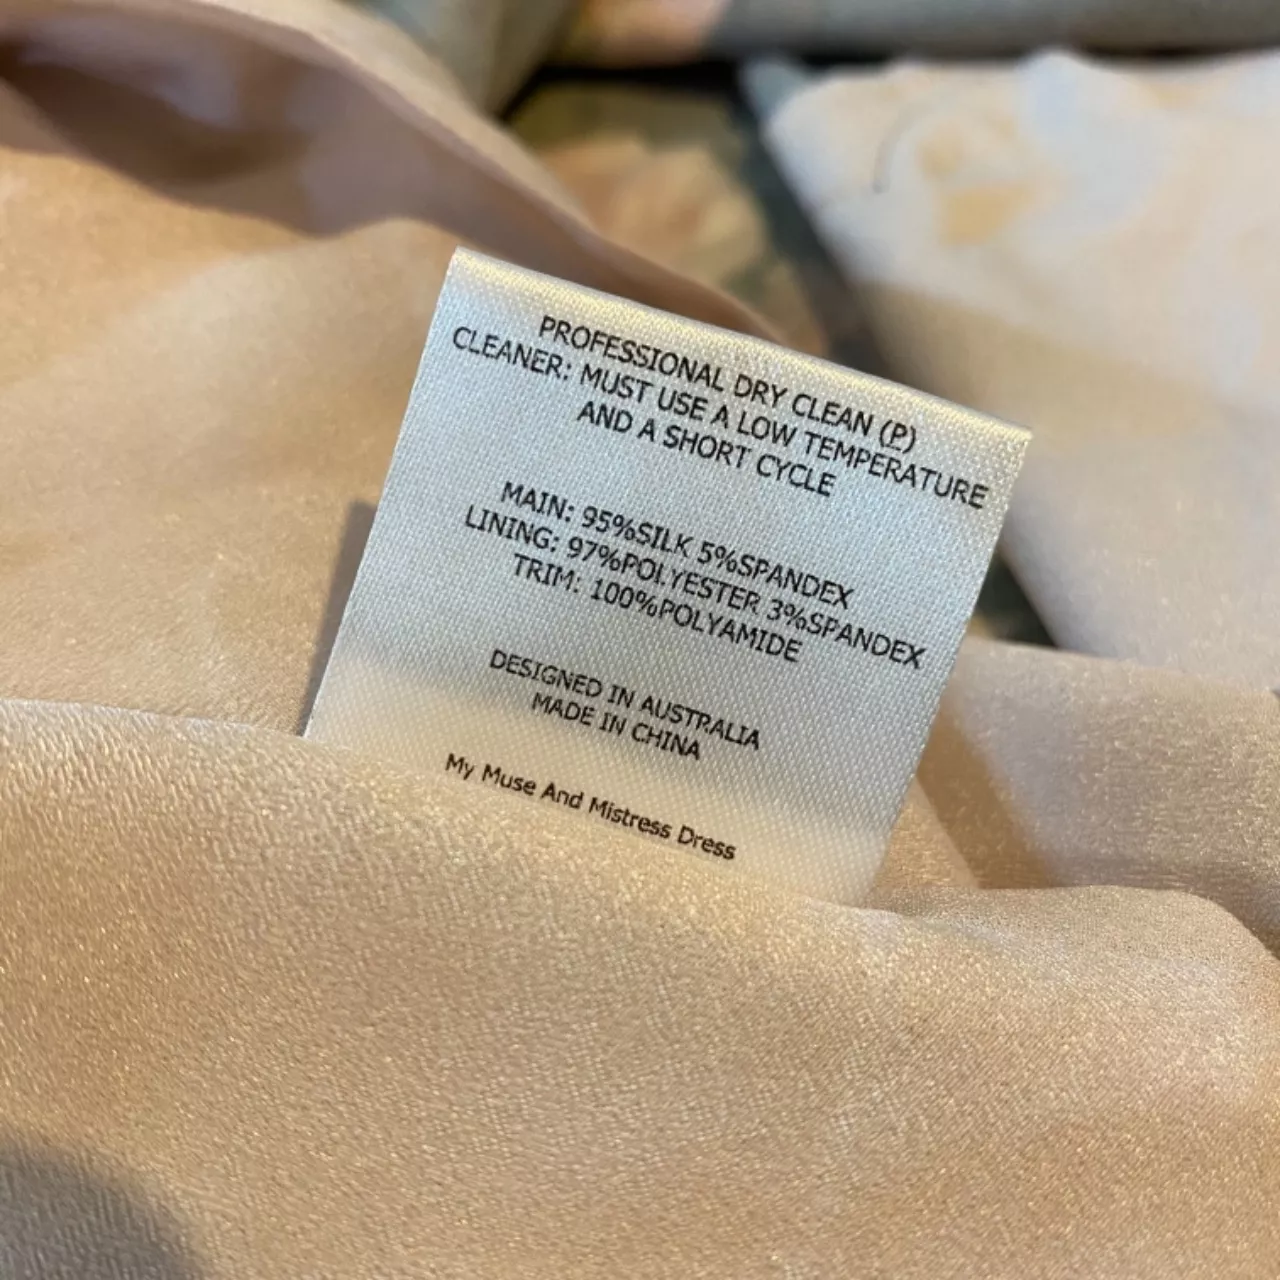 PROFESSIONAL DRY CLEAN (P)
CLEANER: MUST USE A LOW TEMPERATURE
AND A SHORT CYCLE
MAIN: 95%SILK 5%SPANDEX
LINING: 97%POLYESTER 3%SPANDEX
TRIM: 100%POLYAMIDE
DESIGNED IN AUSTRALIA
MADE IN CHINA
My Muse And Mistress Dress